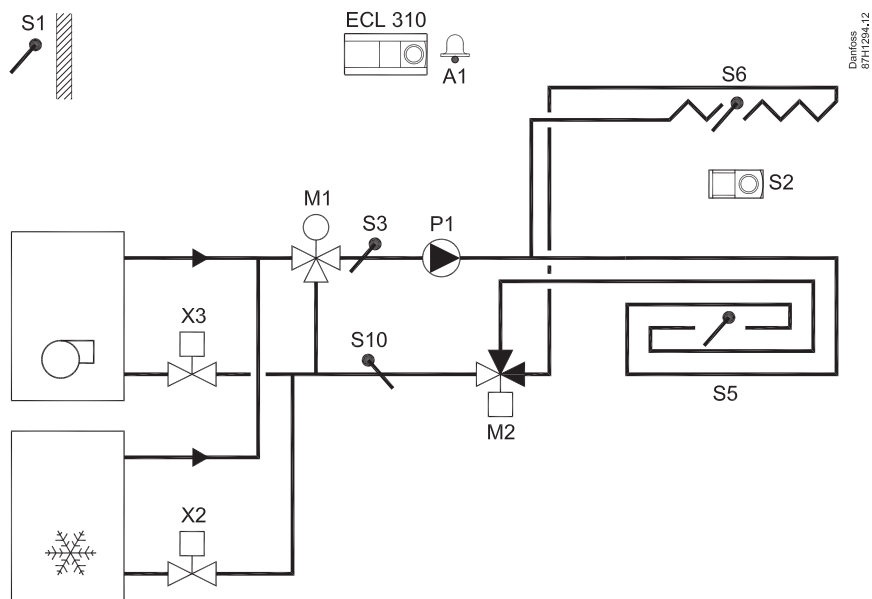 S1
ECL 310
A1
Danfoss
87H1294.12
S6
S2
M1
S3
P1
X3
S10
S5
M2
X2